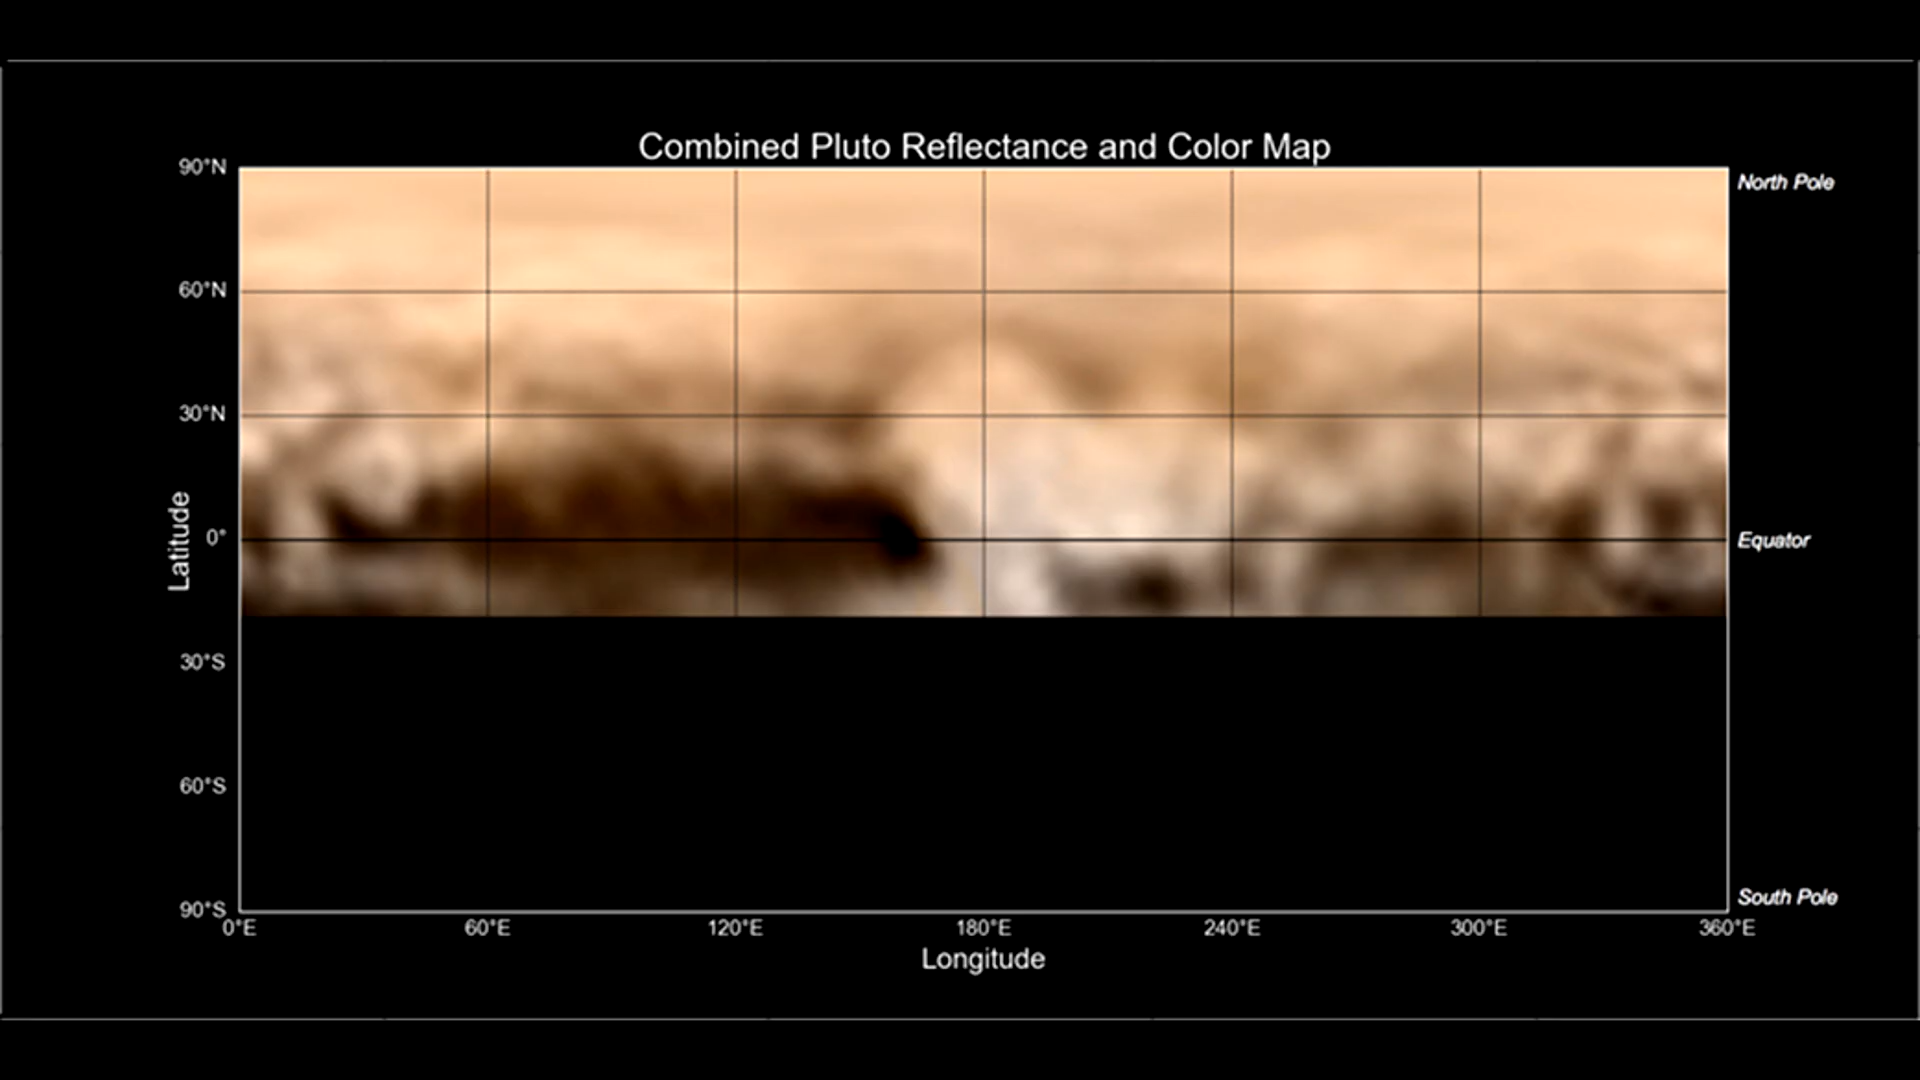 Combined Pluto Reflectance and Color Map
90°N
North Pole
60°N
30°N
Latitude
0°
Equator
30°S
60°S
90°S
South Pole
0°E
60°E
120°E
180°E
240°E
300°E
360°E
Longitude